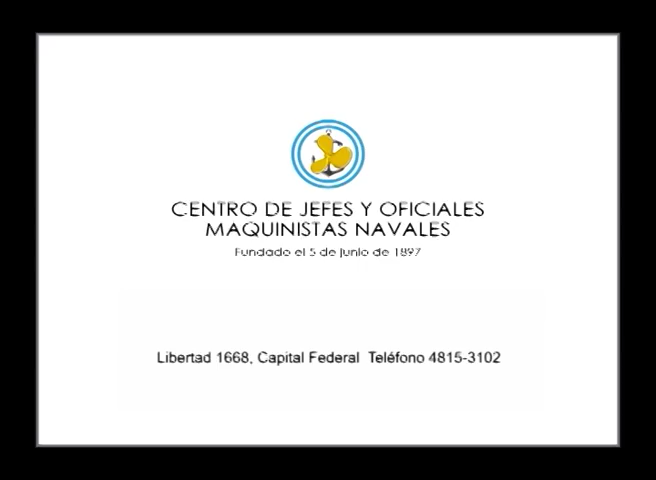 CENTRO DE JEFES Y OFICIALES
MAQUINISTAS NAVALES
Fundado el 5 de Junio de 1897
Libertad 1668, Capital Federal Teléfono 4815-3102